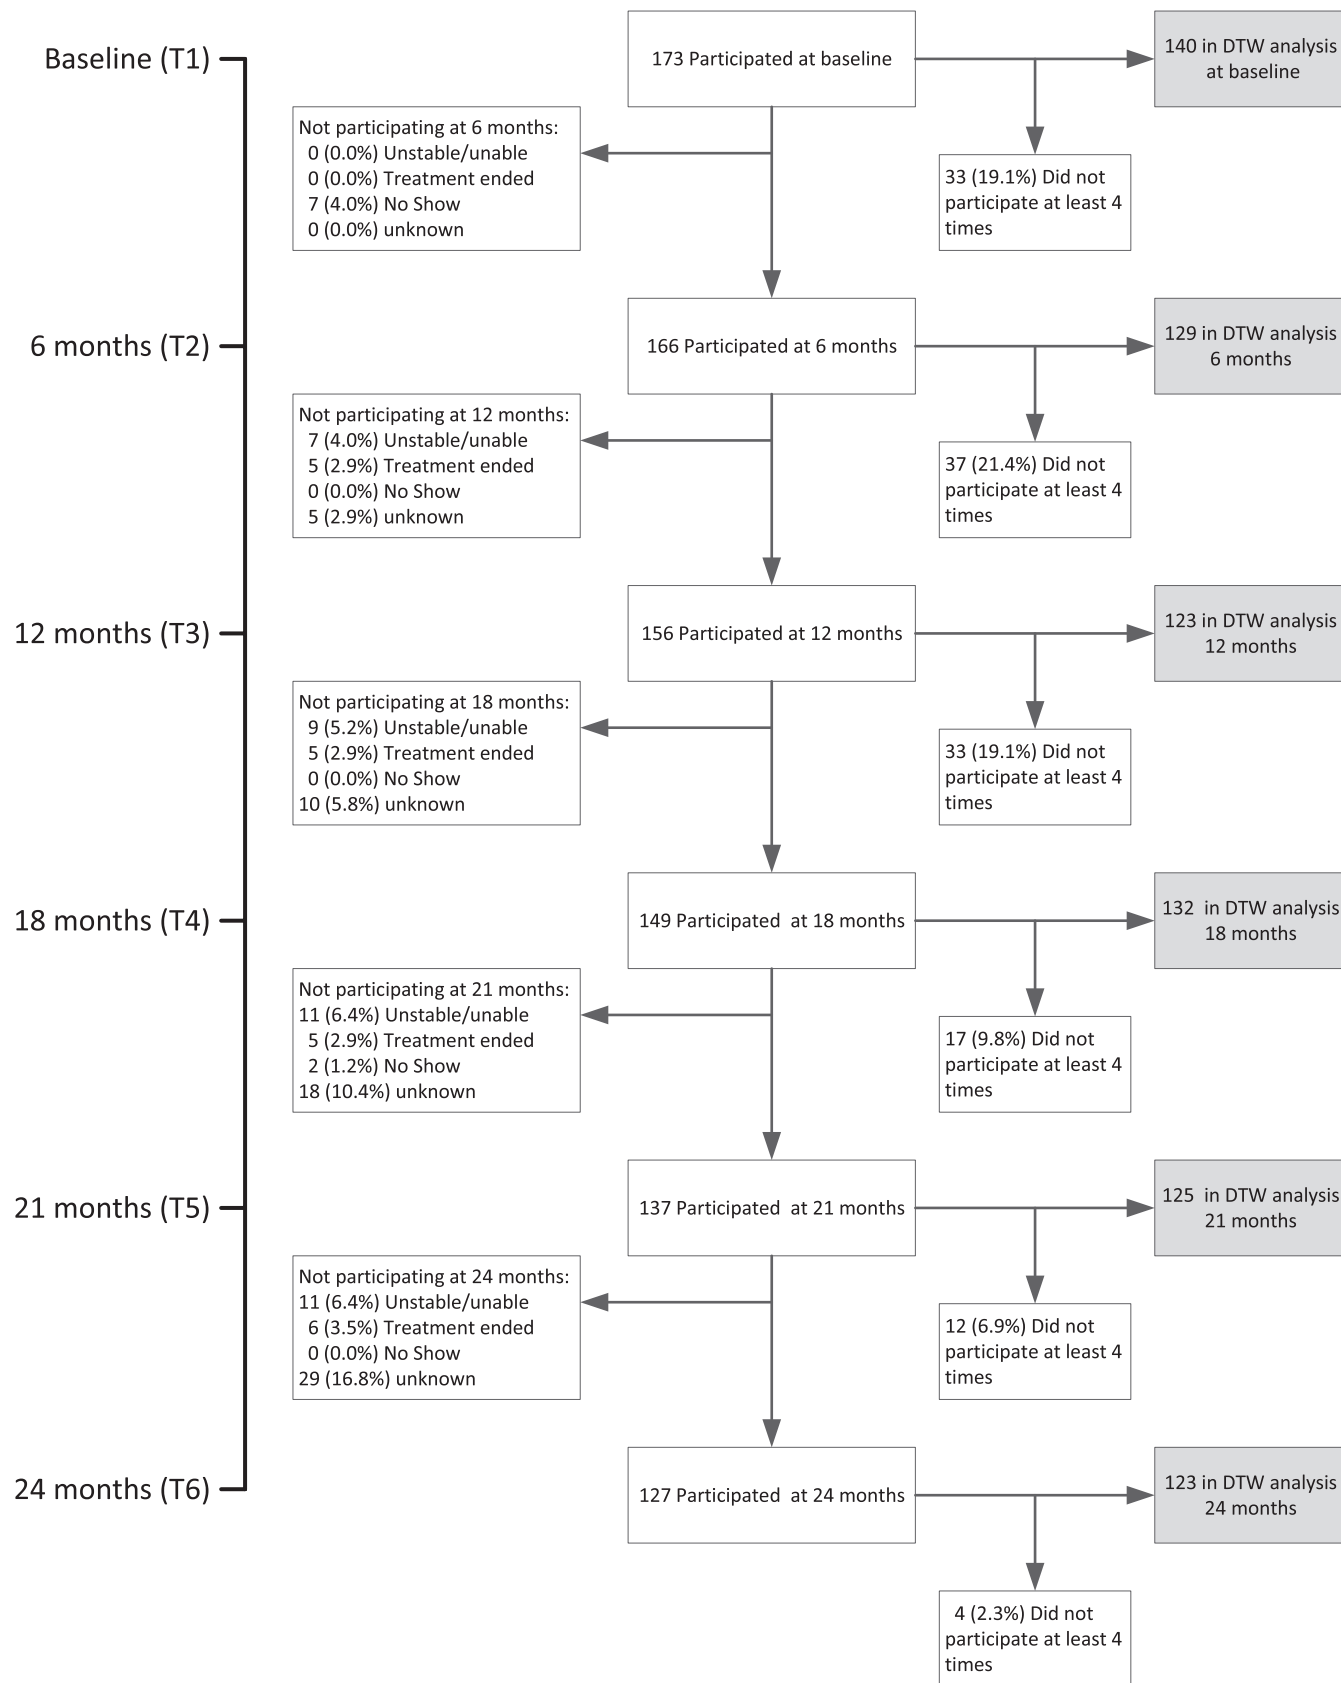 Baseline (T1)
173 Participated at baseline
140 in DTW analysis
at baseline
Not participating at 6 months:
0 (0.0%) Unstable/unable
0 (0.0%) Treatment ended
7 (4.0%) No Show
0 (0.0%) unknown
33 (19.1%) Did not
participate at least 4
times
6 months (T2)
166 Participated at 6 months
129 in DTW analysis
6 months
Not participating at 12 months:
7 (4.0%) Unstable/unable
5 (2.9%) Treatment ended
0 (0.0%) No Show
5 (2.9%) unknown
37 (21.4%) Did not
participate at least 4
times
12 months (T3)
156 Participated at 12 months
123 in DTW analysis
12 months
Not participating at 18 months:
9 (5.2%) Unstable/unable
5 (2.9%) Treatment ended
0 (0.0%) No Show
10 (5.8%) unknown
33 (19.1%) Did not
participate at least 4
times
18 months (T4)
149 Participated  at 18 months
132  in DTW analysis
18 months
Not participating at 21 months:
11 (6.4%) Unstable/unable
5 (2.9%) Treatment ended
2 (1.2%) No Show
18 (10.4%) unknown
17 (9.8%) Did not
participate at least 4
times
21 months (T5)
137 Participated  at 21 months
125  in DTW analysis
21 months
Not participating at 24 months:
11 (6.4%) Unstable/unable
6 (3.5%) Treatment ended
0 (0.0%) No Show
29 (16.8%) unknown
12 (6.9%) Did not
participate at least 4
times
24 months (T6)
127 Participated  at 24 months
123 in DTW analysis
24 months
4 (2.3%) Did not
participate at least 4
times